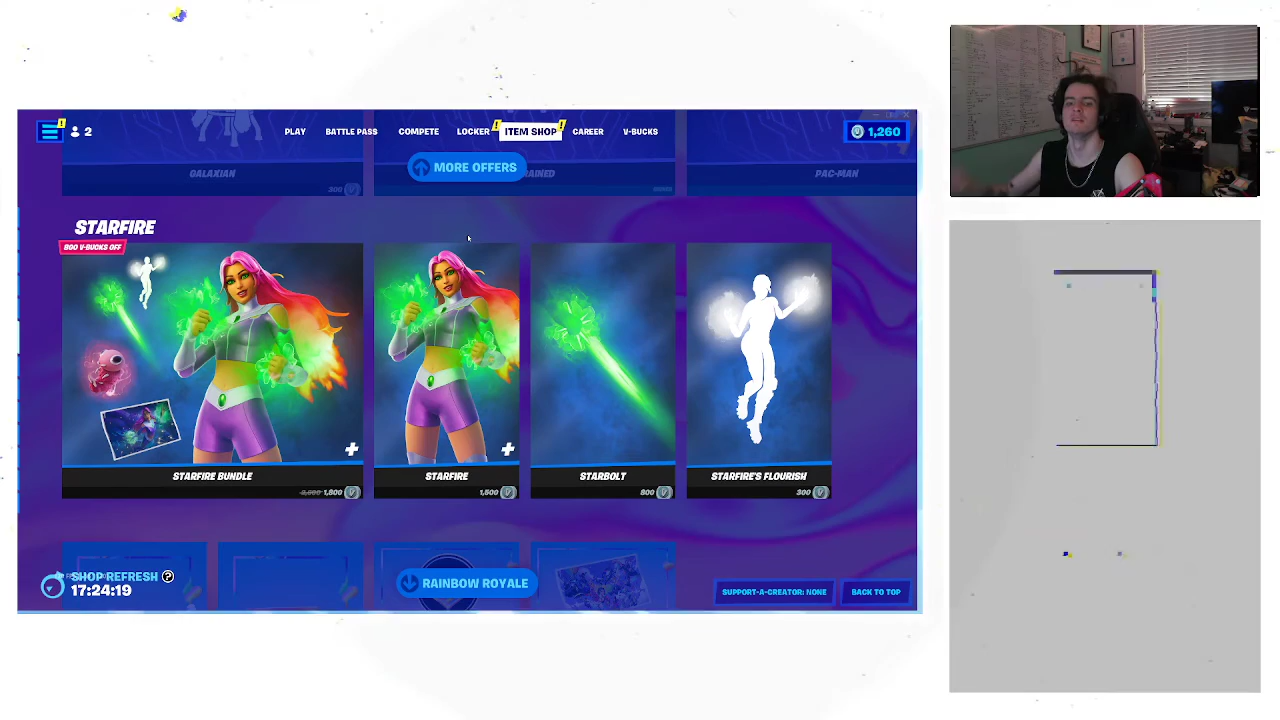 2
PLAY
BATTLE PASS
COMPETE
LOCKER
ITEM SHOP
CAREER
V-BUCKS
1,260
GALAXIAN
300
MORE OFFERS
PAC-MAN
STARFIRE
800 V-BUCKS OFF
STARFIRE BUNDLE
1,800
STARFIRE
1,500
STARBOLT
800
STARFIRE'S FLOURISH
300
SHOP REFRESH ?
17:24:19
RAINBOW ROYALE
SUPPORT-A-CREATOR: NONE
BACK TO TOP